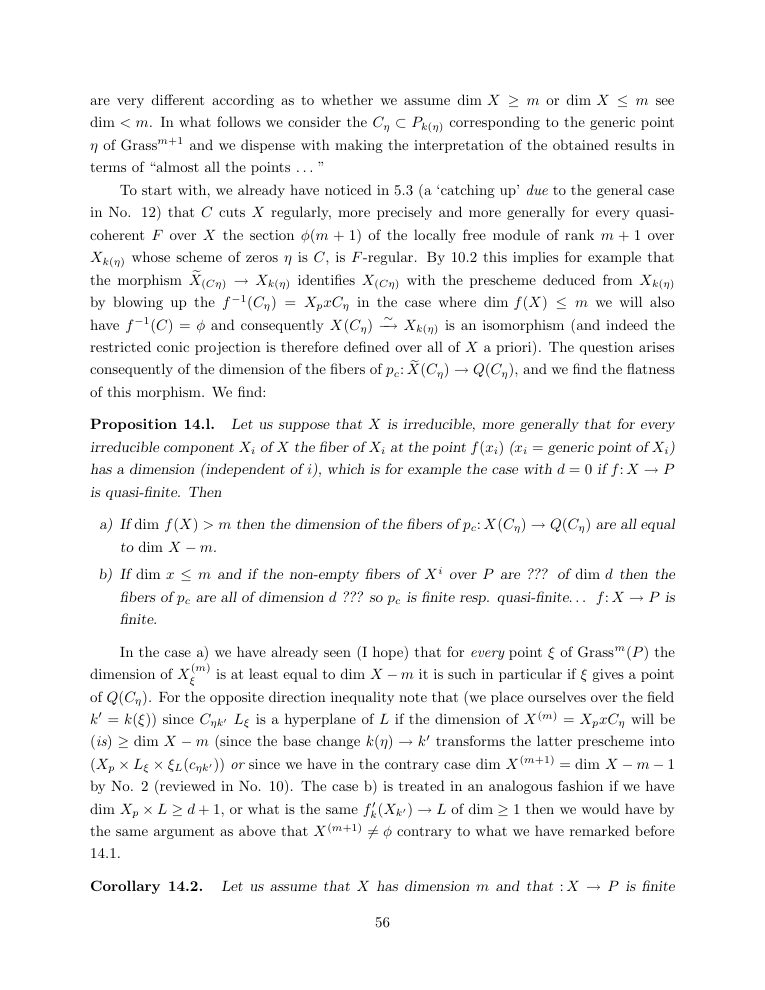 are very different according as to whether we assume dim X ≥ m or dim X ≤ m see
dim < m. In what follows we consider the C_η ⊂ P_{k(η)} corresponding to the generic point
η of Grass^{m+1} and we dispense with making the interpretation of the obtained results in
terms of “almost all the points . . . ”
To start with, we already have noticed in 5.3 (a ‘catching up’ due to the general case
in No. 12) that C cuts X regularly, more precisely and more generally for every quasi-
coherent F over X the section ϕ(m + 1) of the locally free module of rank m + 1 over
X_{k(η)} whose scheme of zeros η is C, is F-regular. By 10.2 this implies for example that
the morphism X̃_{(Cη)} → X_{k(η)} identifies X_{(Cη)} with the prescheme deduced from X_{k(η)}
by blowing up the f^{−1}(C_η) = X_pxC_η in the case where dim f(X) ≤ m we will also
have f^{−1}(C) = ϕ and consequently X(C_η) ⥲ X_{k(η)} is an isomorphism (and indeed the
restricted conic projection is therefore defined over all of X a priori). The question arises
consequently of the dimension of the fibers of p_c: X̃(C_η) → Q(C_η), and we find the flatness
of this morphism. We find:
Proposition 14.l. Let us suppose that X is irreducible, more generally that for every
irreducible component X_i of X the fiber of X_i at the point f(x_i) (x_i = generic point of X_i)
has a dimension (independent of i), which is for example the case with d = 0 if f: X → P
is quasi-finite. Then
a) If dim f(X) > m then the dimension of the fibers of p_c: X(C_η) → Q(C_η) are all equal
to dim X − m.
b) If dim x ≤ m and if the non-empty fibers of X^i over P are ??? of dim d then the
fibers of p_c are all of dimension d ??? so p_c is finite resp. quasi-finite. . . f: X → P is
finite.
In the case a) we have already seen (I hope) that for every point ξ of Grass^m(P) the
dimension of X_ξ^{(m)} is at least equal to dim X − m it is such in particular if ξ gives a point
of Q(C_η). For the opposite direction inequality note that (we place ourselves over the field
k′ = k(ξ)) since C_{ηk′} L_ξ is a hyperplane of L if the dimension of X^{(m)} = X_pxC_η will be
(is) ≥ dim X − m (since the base change k(η) → k′ transforms the latter prescheme into
(X_p × L_ξ × ξ_L(c_{ηk′})) or since we have in the contrary case dim X^{(m+1)} = dim X − m − 1
by No. 2 (reviewed in No. 10). The case b) is treated in an analogous fashion if we have
dim X_p × L ≥ d + 1, or what is the same f′_k(X_{k′}) → L of dim ≥ 1 then we would have by
the same argument as above that X^{(m+1)} ≠ ϕ contrary to what we have remarked before
14.1.
Corollary 14.2. Let us assume that X has dimension m and that : X → P is finite
56